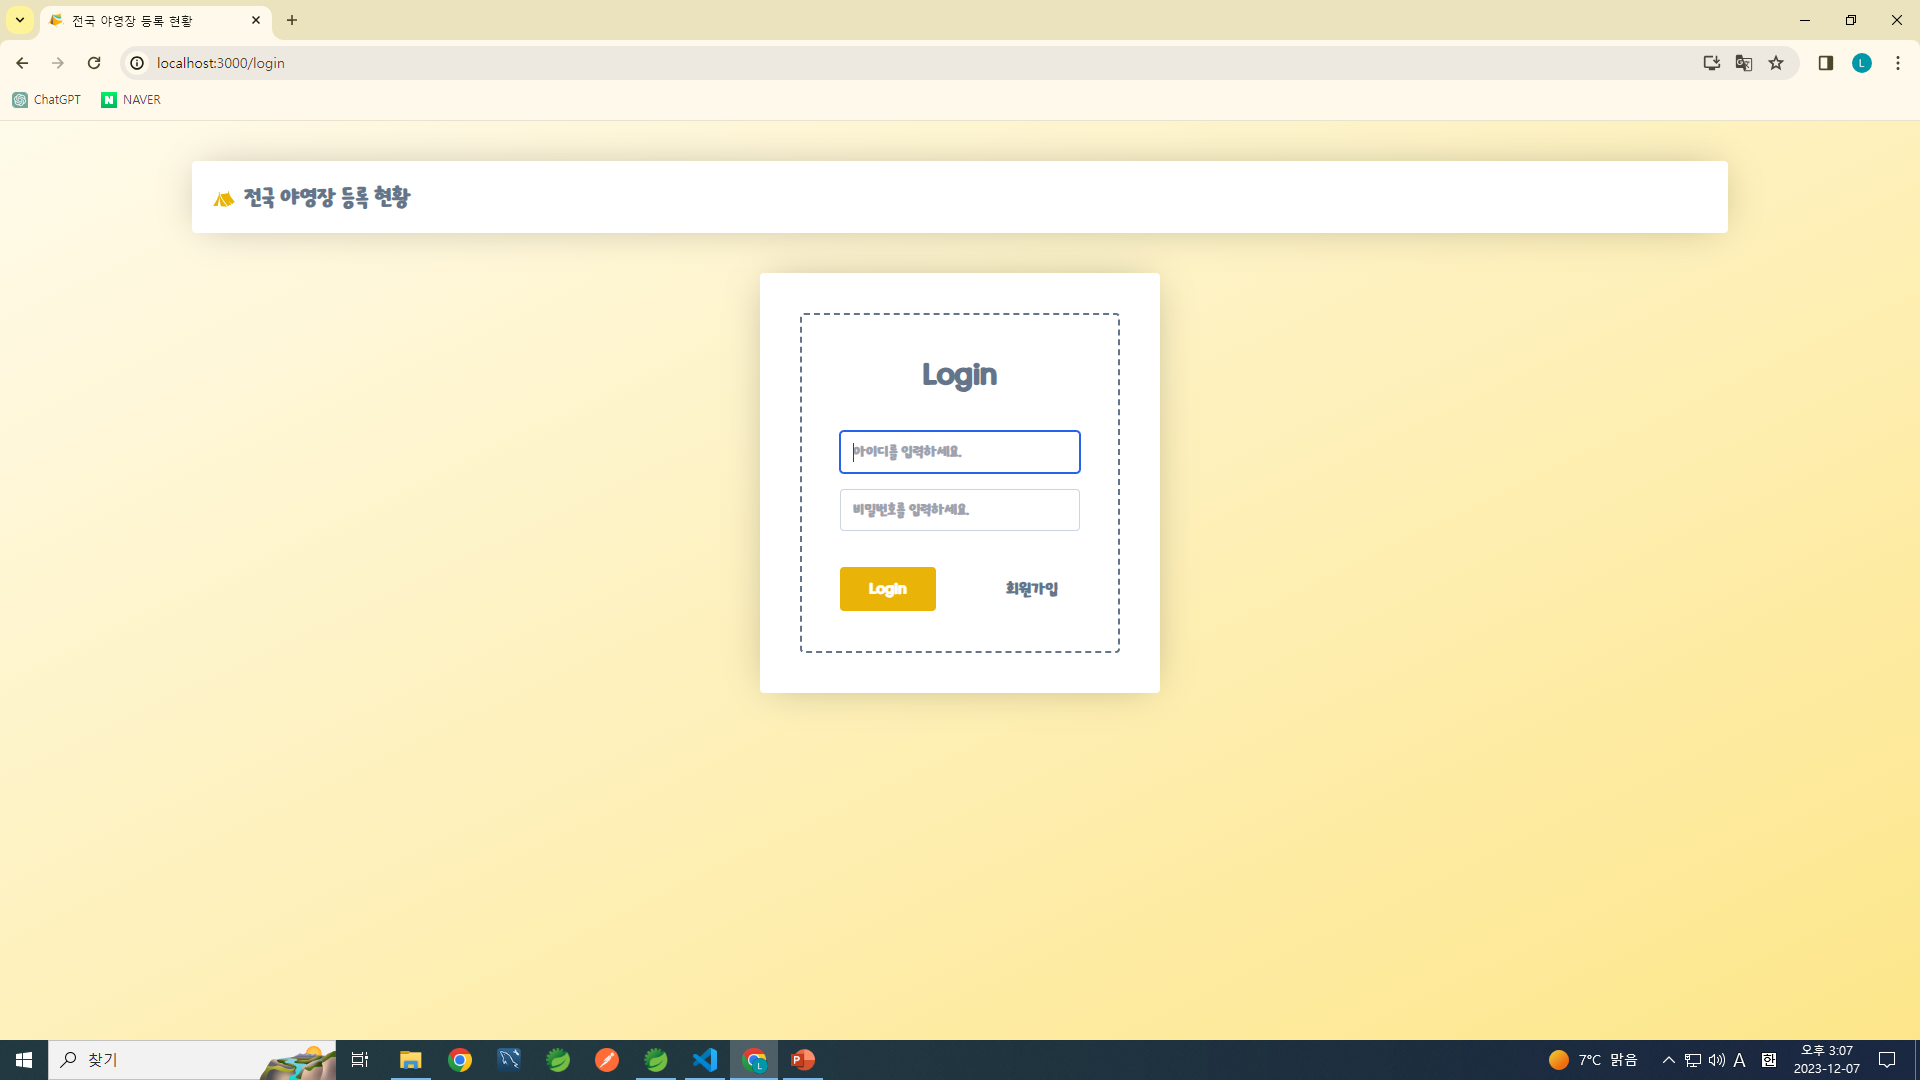 전국 야영장 등록 현황
localhost:3000/login
L
ChatGPT
NAVER
전국 야영장 등록 현황
Login
아이디를 입력하세요.
비밀번호를 입력하세요.
Login
회원가입
찾기
7°C 맑음
A
한
오후 3:07
2023-12-07